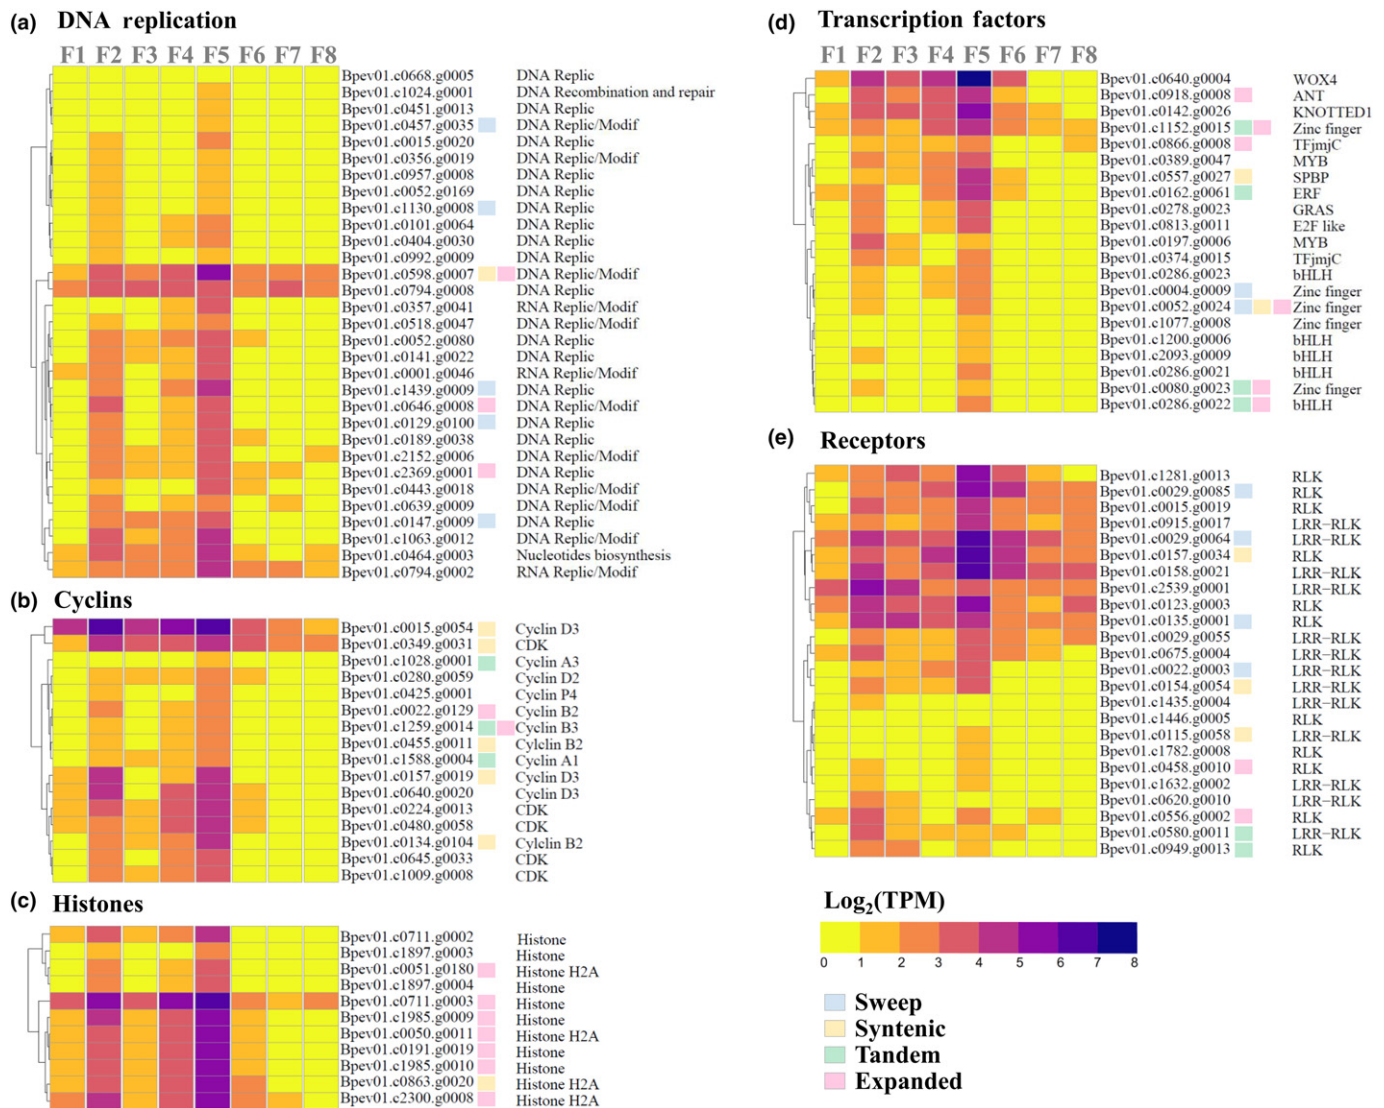 (a) DNA replication
F1 F2 F3 F4 F5 F6 F7 F8
Bpev01.c0668.g0005 DNA Replic
Bpev01.c1024.g0001 DNA Recombination and repair
Bpev01.c0451.g0013 DNA Replic
Bpev01.c0457.g0035 DNA Replic/Modif
Bpev01.c0015.g0020 DNA Replic
Bpev01.c0356.g0019 DNA Replic/Modif
Bpev01.c0957.g0008 DNA Replic
Bpev01.c0052.g0169 DNA Replic
Bpev01.c1130.g0008 DNA Replic
Bpev01.c0101.g0064 DNA Replic
Bpev01.c0404.g0030 DNA Replic
Bpev01.c0992.g0009 DNA Replic
Bpev01.c0598.g0007 DNA Replic/Modif
Bpev01.c0794.g0008 DNA Replic
Bpev01.c0357.g0041 RNA Replic/Modif
Bpev01.c0518.g0047 DNA Replic/Modif
Bpev01.c0052.g0080 DNA Replic
Bpev01.c0141.g0022 DNA Replic
Bpev01.c0001.g0046 RNA Replic/Modif
Bpev01.c1439.g0009 DNA Replic
Bpev01.c0646.g0008 DNA Replic/Modif
Bpev01.c0129.g0100 DNA Replic
Bpev01.c0189.g0038 DNA Replic
Bpev01.c2152.g0006 DNA Replic/Modif
Bpev01.c2369.g0001 DNA Replic
Bpev01.c0443.g0018 DNA Replic/Modif
Bpev01.c0639.g0009 DNA Replic/Modif
Bpev01.c0147.g0009 DNA Replic
Bpev01.c1063.g0012 DNA Replic/Modif
Bpev01.c0464.g0003 Nucleotides biosynthesis
Bpev01.c0794.g0002 RNA Replic/Modif
(b) Cyclins
Bpev01.c0015.g0054 Cyclin D3
Bpev01.c0349.g0031 CDK
Bpev01.c1028.g0001 Cyclin A3
Bpev01.c0280.g0059 Cyclin D2
Bpev01.c0425.g0001 Cyclin P4
Bpev01.c0022.g0129 Cyclin B2
Bpev01.c1259.g0014 Cyclin B3
Bpev01.c0455.g0011 Cylclin B2
Bpev01.c1588.g0004 Cyclin A1
Bpev01.c0157.g0019 Cyclin D3
Bpev01.c0640.g0020 Cyclin D3
Bpev01.c0224.g0013 CDK
Bpev01.c0480.g0058 CDK
Bpev01.c0134.g0104 Cylclin B2
Bpev01.c0645.g0033 CDK
Bpev01.c1009.g0008 CDK
(c) Histones
Bpev01.c0711.g0002 Histone
Bpev01.c1897.g0003 Histone
Bpev01.c0051.g0180 Histone H2A
Bpev01.c1897.g0004 Histone
Bpev01.c0711.g0003 Histone
Bpev01.c1985.g0009 Histone
Bpev01.c0050.g0011 Histone H2A
Bpev01.c0191.g0019 Histone
Bpev01.c1985.g0010 Histone
Bpev01.c0863.g0020 Histone H2A
Bpev01.c2300.g0008 Histone H2A
(d) Transcription factors
F1 F2 F3 F4 F5 F6 F7 F8
Bpev01.c0640.g0004 WOX4
Bpev01.c0918.g0008 ANT
Bpev01.c0142.g0026 KNOTTED1
Bpev01.c1152.g0015 Zinc finger
Bpev01.c0866.g0008 TFjmjC
Bpev01.c0389.g0047 MYB
Bpev01.c0557.g0027 SPBP
Bpev01.c0162.g0061 ERF
Bpev01.c0278.g0023 GRAS
Bpev01.c0813.g0011 E2F like
Bpev01.c0197.g0006 MYB
Bpev01.c0374.g0015 TFjmjC
Bpev01.c0286.g0023 bHLH
Bpev01.c0004.g0009 Zinc finger
Bpev01.c0052.g0024 Zinc finger
Bpev01.c1077.g0008 Zinc finger
Bpev01.c1200.g0006 bHLH
Bpev01.c2093.g0009 bHLH
Bpev01.c0286.g0021 bHLH
Bpev01.c0080.g0023 Zinc finger
Bpev01.c0286.g0022 bHLH
(e) Receptors
Bpev01.c1281.g0013 RLK
Bpev01.c0029.g0085 RLK
Bpev01.c0015.g0019 RLK
Bpev01.c0915.g0017 LRR−RLK
Bpev01.c0029.g0064 LRR−RLK
Bpev01.c0157.g0034 RLK
Bpev01.c0158.g0021 LRR−RLK
Bpev01.c2539.g0001 LRR−RLK
Bpev01.c0123.g0003 RLK
Bpev01.c0135.g0001 RLK
Bpev01.c0029.g0055 LRR−RLK
Bpev01.c0675.g0004 LRR−RLK
Bpev01.c0022.g0003 LRR−RLK
Bpev01.c0154.g0054 LRR−RLK
Bpev01.c1435.g0004 LRR−RLK
Bpev01.c1446.g0005 RLK
Bpev01.c0115.g0058 LRR−RLK
Bpev01.c1782.g0008 RLK
Bpev01.c0458.g0010 RLK
Bpev01.c1632.g0002 LRR−RLK
Bpev01.c0620.g0010 LRR−RLK
Bpev01.c0556.g0002 RLK
Bpev01.c0580.g0011 LRR−RLK
Bpev01.c0949.g0013 RLK
Log₂(TPM)
0 1 2 3 4 5 6 7 8
Sweep
Syntenic
Tandem
Expanded